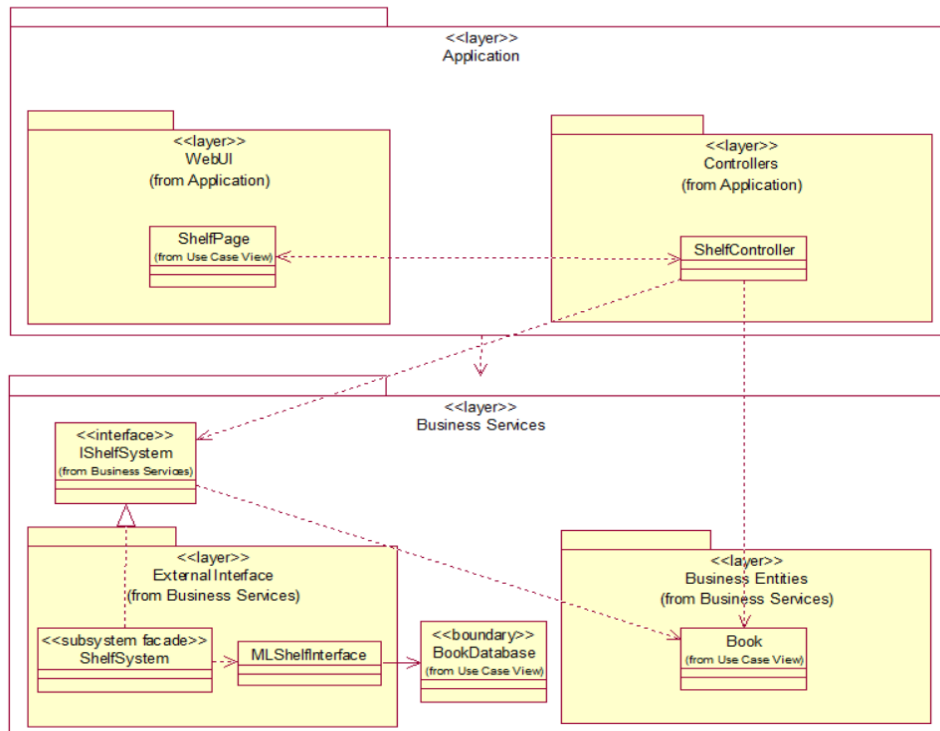 <<layer>>
Application
<<layer>>
WebUI
(from Application)
<<layer>>
Controllers
(from Application)
ShelfPage
(from Use Case View)
ShelfController
<<layer>>
Business Services
<<interface>>
IShelfSystem
(from Business Services)
<<layer>>
External Interface
(from Business Services)
<<layer>>
Business Entities
(from Business Services)
<<subsystem facade>>
ShelfSystem
MLShelfInterface
<<boundary>>
BookDatabase
(from Use Case View)
Book
(from Use Case View)